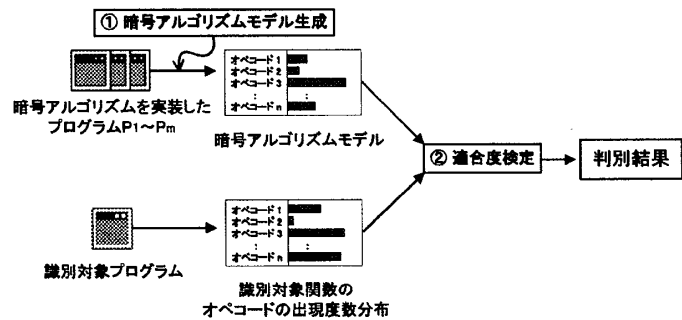 ① 暗号アルゴリズムモデル生成
オペコード 1
オペコード 2
オペコード 3
:
:
オペコード n
暗号アルゴリズムを実装した
プログラムP1～Pm
暗号アルゴリズムモデル
② 適合度検定
判別結果
オペコード 1
オペコード 2
オペコード 3
:
:
オペコード n
識別対象プログラム
識別対象関数の
オペコードの出現度数分布